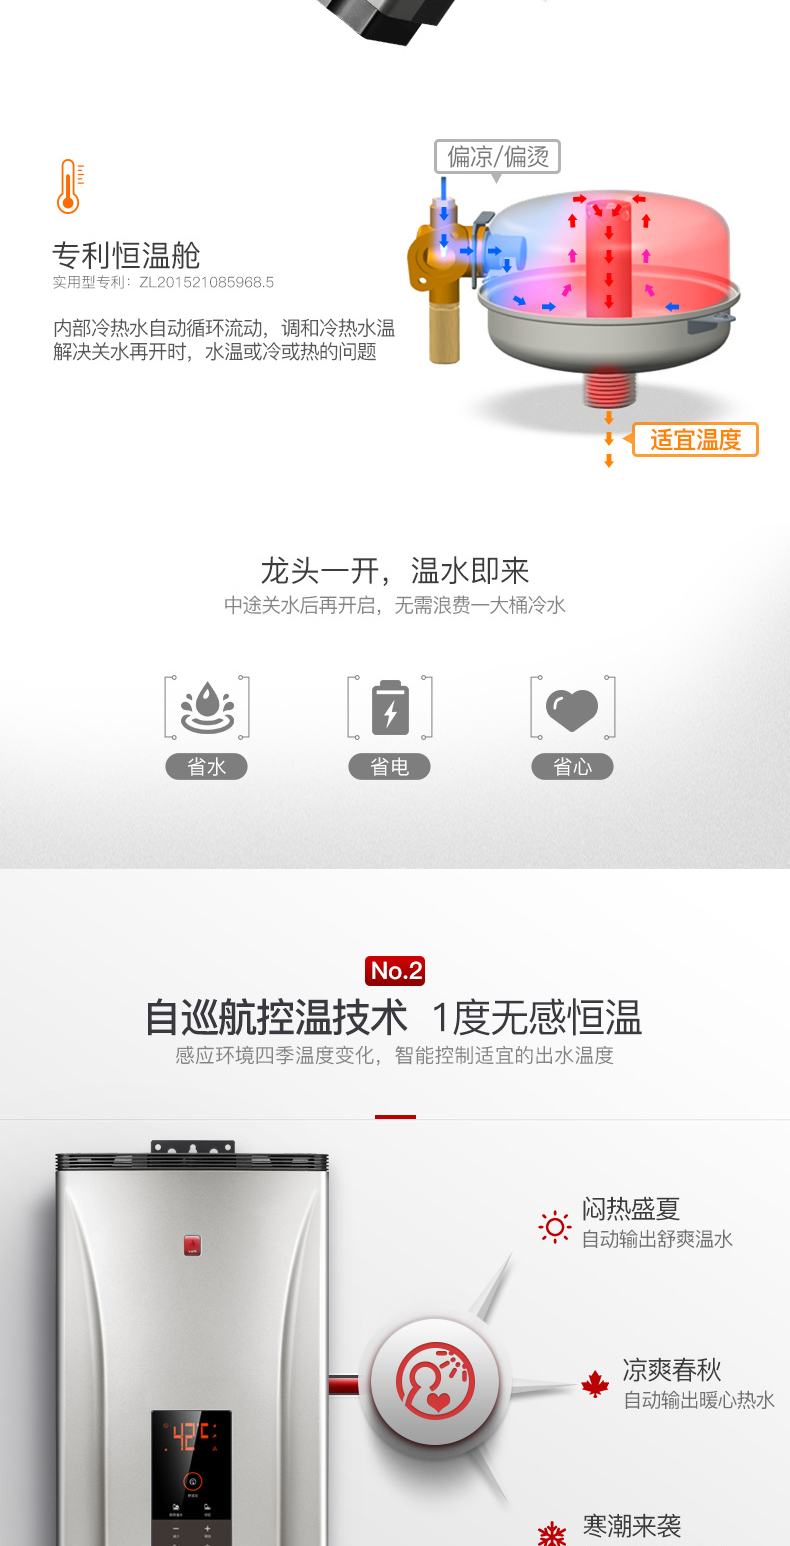 偏凉/偏烫
专利恒温舱
实用型专利：ZL201521085968.5
内部冷热水自动循环流动，调和冷热水温
解决关水再开时，水温或冷或热的问题
适宜温度
龙头一开，温水即来
中途关水后再开启，无需浪费一大桶冷水
省水 省电 省心
No.2
自巡航控温技术 1度无感恒温
感应环境四季温度变化，智能控制适宜的出水温度
闷热盛夏
自动输出舒爽温水
凉爽春秋
自动输出暖心热水
42℃
寒潮来袭